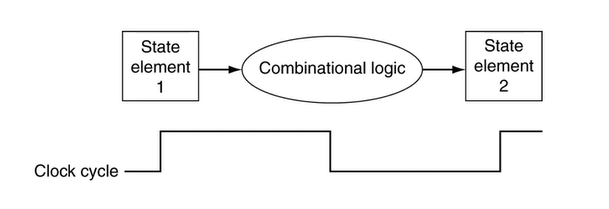 State
element
1
Combinational logic
State
element
2
Clock cycle